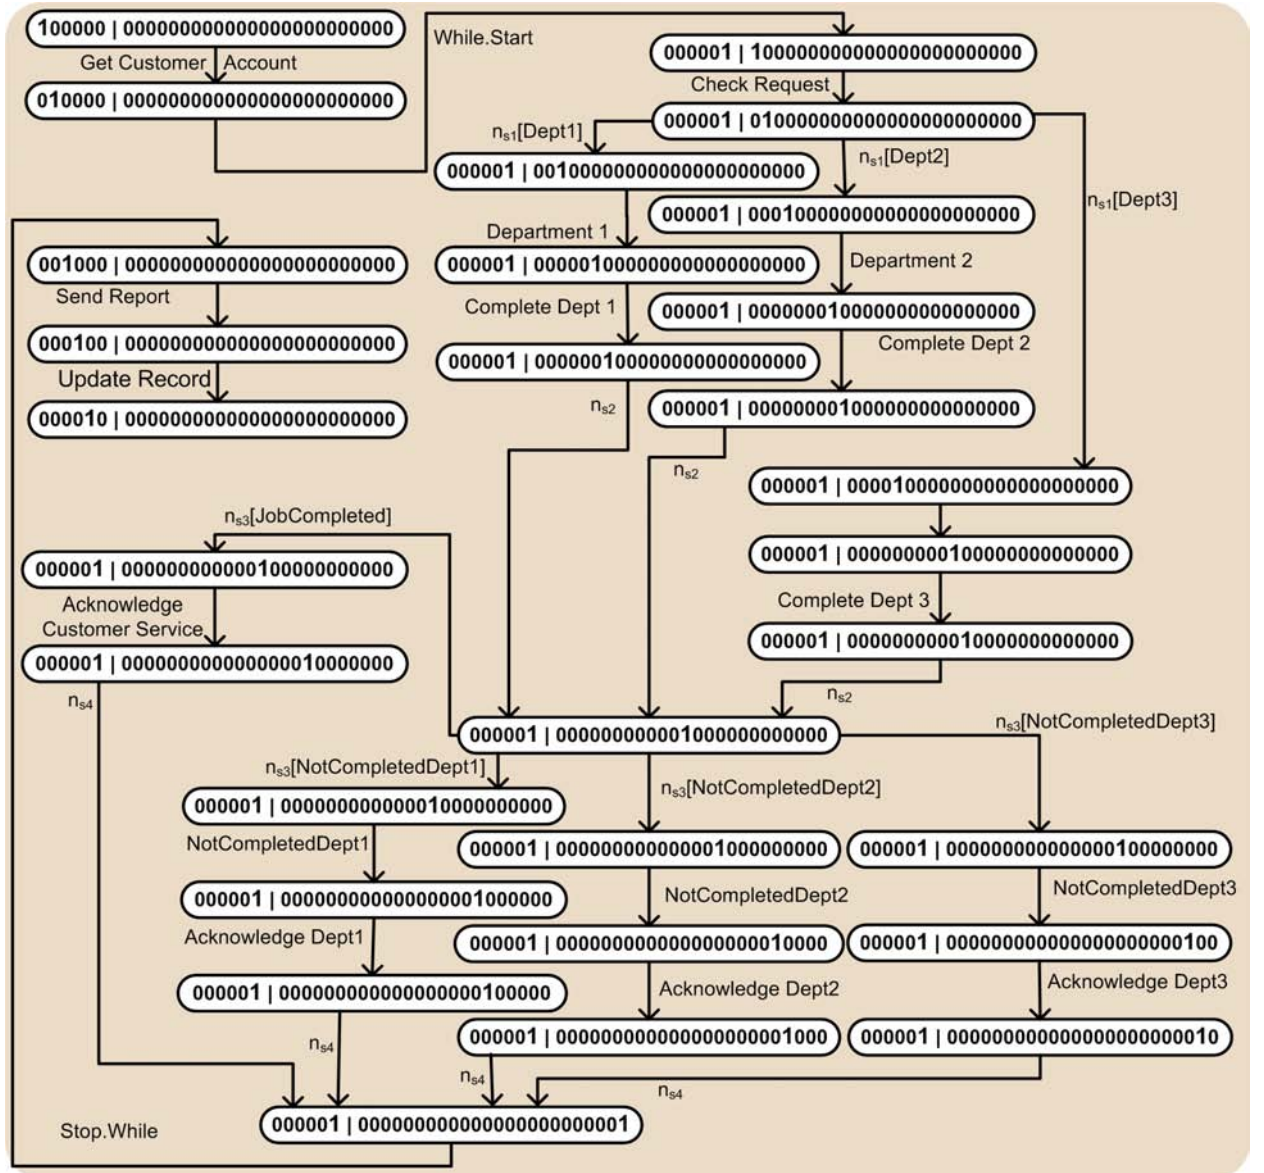 100000 | 000000000000000000000000
Get Customer Account
010000 | 000000000000000000000000
While.Start
000001 | 100000000000000000000000
Check Request
000001 | 010000000000000000000000
ns1[Dept1]
ns1[Dept2]
ns1[Dept3]
000001 | 001000000000000000000000
000001 | 000100000000000000000000
Department 1
Department 2
001000 | 000000000000000000000000
000001 | 000001000000000000000000
Send Report
Complete Dept 1
000001 | 000000010000000000000000
000100 | 000000000000000000000000
Complete Dept 2
000001 | 000000100000000000000000
Update Record
000010 | 000000000000000000000000
ns2
000001 | 000000001000000000000000
ns2
000001 | 000010000000000000000000
ns3[JobCompleted]
000001 | 000000000100000000000000
000001 | 000000000000100000000000
Acknowledge
Customer Service
Complete Dept 3
000001 | 000000000010000000000000
000001 | 000000000000000010000000
ns4
ns2
000001 | 000000000001000000000000
ns3[NotCompletedDept3]
ns3[NotCompletedDept1]
ns3[NotCompletedDept2]
000001 | 000000000000010000000000
NotCompletedDept1
000001 | 000000000000001000000000
000001 | 000000000000000100000000
NotCompletedDept2
NotCompletedDept3
000001 | 000000000000000001000000
Acknowledge Dept1
000001 | 000000000000000000010000
000001 | 000000000000000000000100
Acknowledge Dept2
Acknowledge Dept3
000001 | 000000000000000000100000
ns4
000001 | 000000000000000000001000
000001 | 000000000000000000000010
ns4
ns4
000001 | 000000000000000000000001
Stop.While